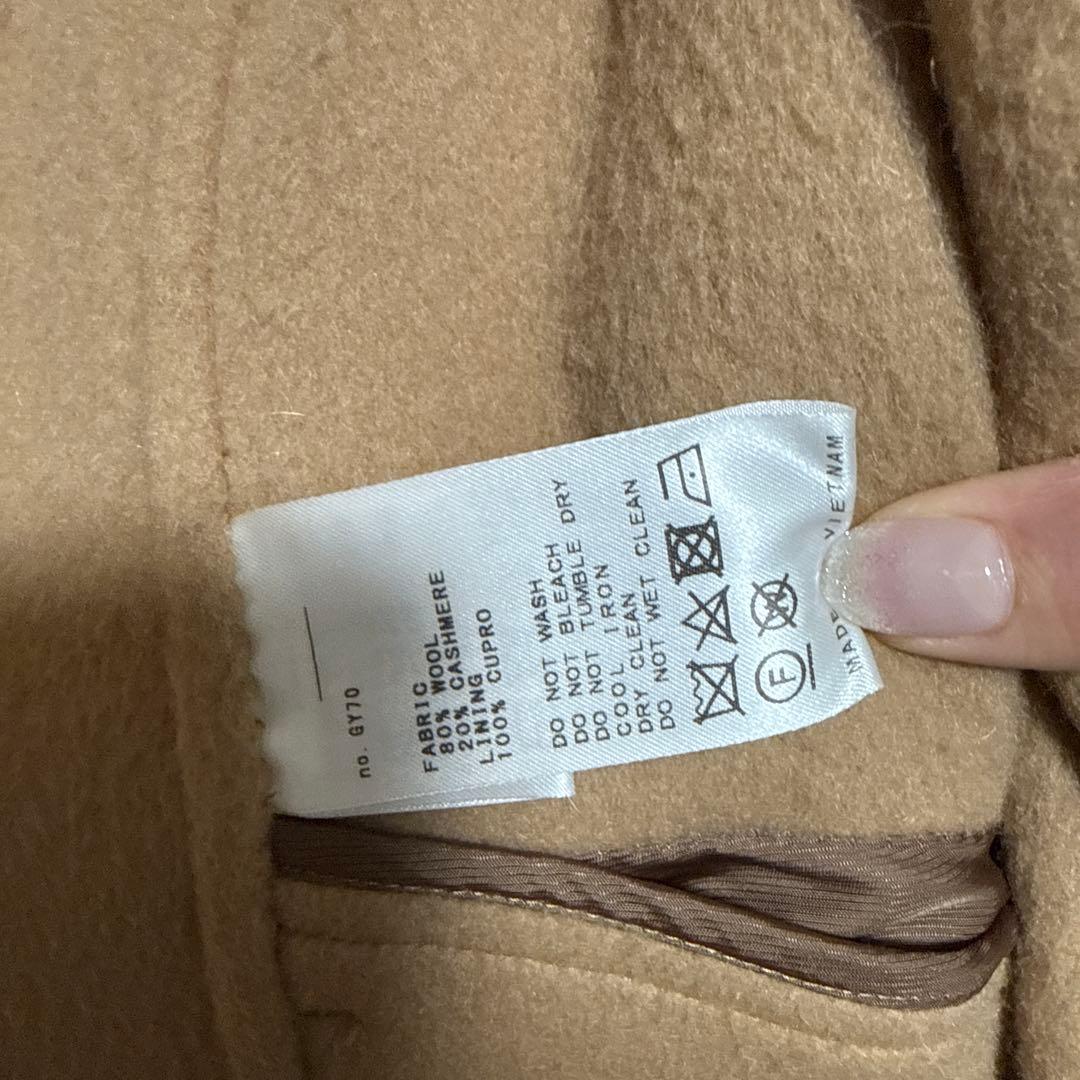 no. GY70
FABRIC
80% WOOL
20% CASHMERE
LINING
100% CUPRO
DO NOT WASH
DO NOT BLEACH
DO NOT TUMBLE DRY
COOL IRON
DRY CLEAN
DO NOT WET CLEAN
F
MADE VIETNAM